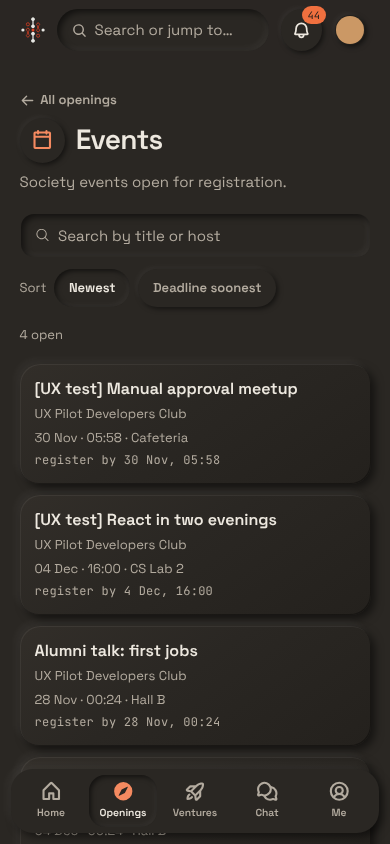 Search or jump to...
44
All openings
Events
Society events open for registration.
Search by title or host
Sort
Newest
Deadline soonest
4 open
[UX test] Manual approval meetup
UX Pilot Developers Club
30 Nov · 05:58 · Cafeteria
register by 30 Nov, 05:58
[UX test] React in two evenings
UX Pilot Developers Club
04 Dec · 16:00 · CS Lab 2
register by 4 Dec, 16:00
Alumni talk: first jobs
UX Pilot Developers Club
28 Nov · 00:24 · Hall B
register by 28 Nov, 00:24
Home
Openings
Ventures
Chat
Me